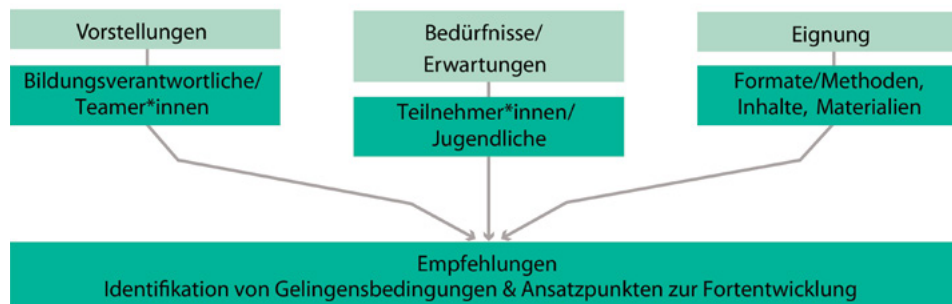 Vorstellungen
Bildungsverantwortliche/
Teamer*innen
Bedürfnisse/
Erwartungen
Teilnehmer*innen/
Jugendliche
Eignung
Formate/Methoden,
Inhalte, Materialien
Empfehlungen
Identifikation von Gelingensbedingungen & Ansatzpunkten zur Fortentwicklung